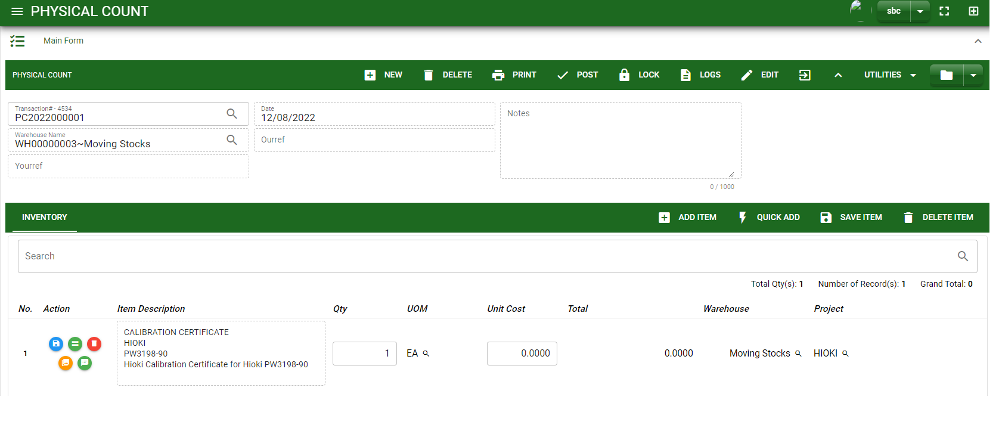 PHYSICAL COUNT
sbc
Main Form
PHYSICAL COUNT
NEW
DELETE
PRINT
POST
LOCK
LOGS
EDIT
UTILITIES
Transaction# - 4534
PC2022000001
Date
12/08/2022
Notes
Warehouse Name
WH00000003~Moving Stocks
Ourref
Yourref
0 / 1000
INVENTORY
ADD ITEM
QUICK ADD
SAVE ITEM
DELETE ITEM
Search
Total Qty(s): 1 Number of Record(s): 1 Grand Total: 0
No. Action Item Description Qty UOM Unit Cost Total Warehouse Project
CALIBRATION CERTIFICATE
HIOKI
PW3198-90
Hioki Calibration Certificate for Hioki PW3198-90
1 1 EA 0.0000 0.0000 Moving Stocks HIOKI